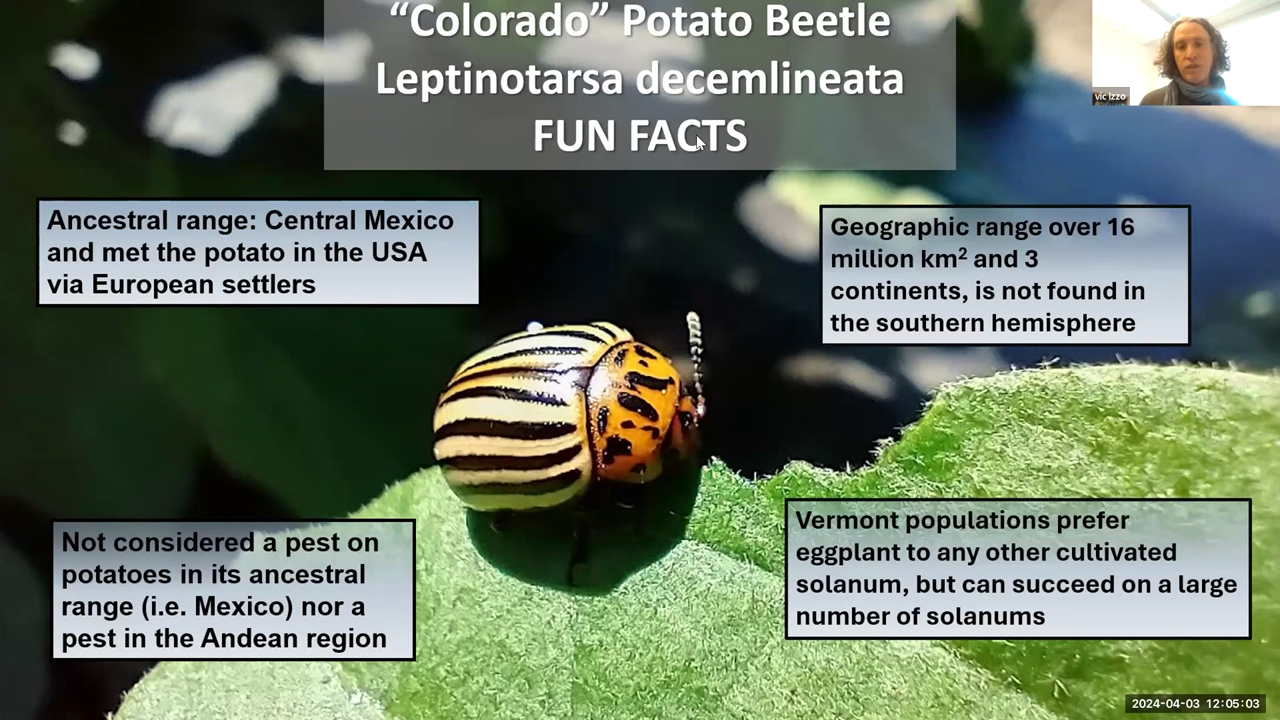 “Colorado” Potato Beetle
Leptinotarsa decemlineata
FUN FACTS
vic Izzo
Ancestral range: Central Mexico
and met the potato in the USA
via European settlers
Geographic range over 16
million km² and 3
continents, is not found in
the southern hemisphere
Not considered a pest on
potatoes in its ancestral
range (i.e. Mexico) nor a
pest in the Andean region
Vermont populations prefer
eggplant to any other cultivated
solanum, but can succeed on a large
number of solanums
2024-04-03 12:05:03